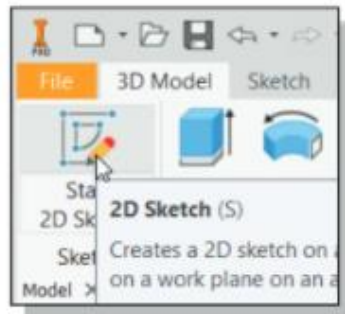 PRO
File 3D Model Sketch
Sta
2D Sk
2D Sketch (S)
Sket
Creates a 2D sketch on
Model × on a work plane on an a